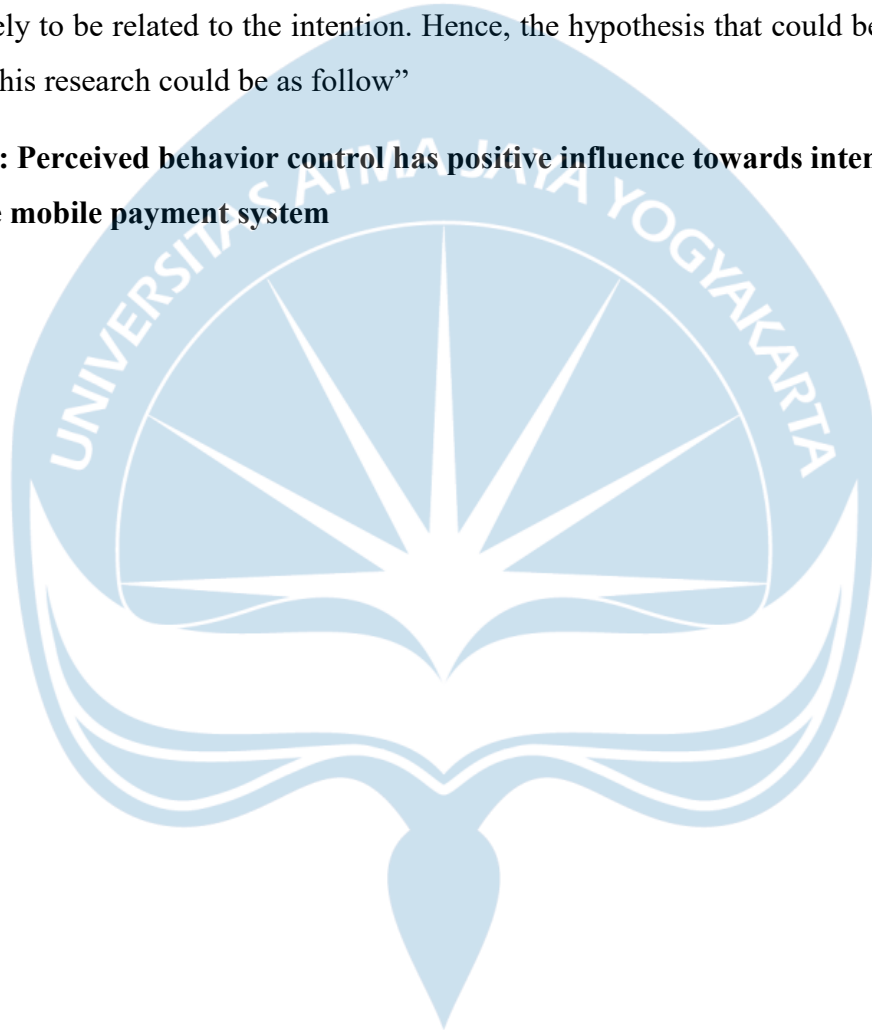 ely to be related to the intention. Hence, the hypothesis that could be
his research could be as follow”
: Perceived behavior control has positive influence towards inten
mobile payment system
UNIVERSITAS ATMA JAYA YOGYAKARTA